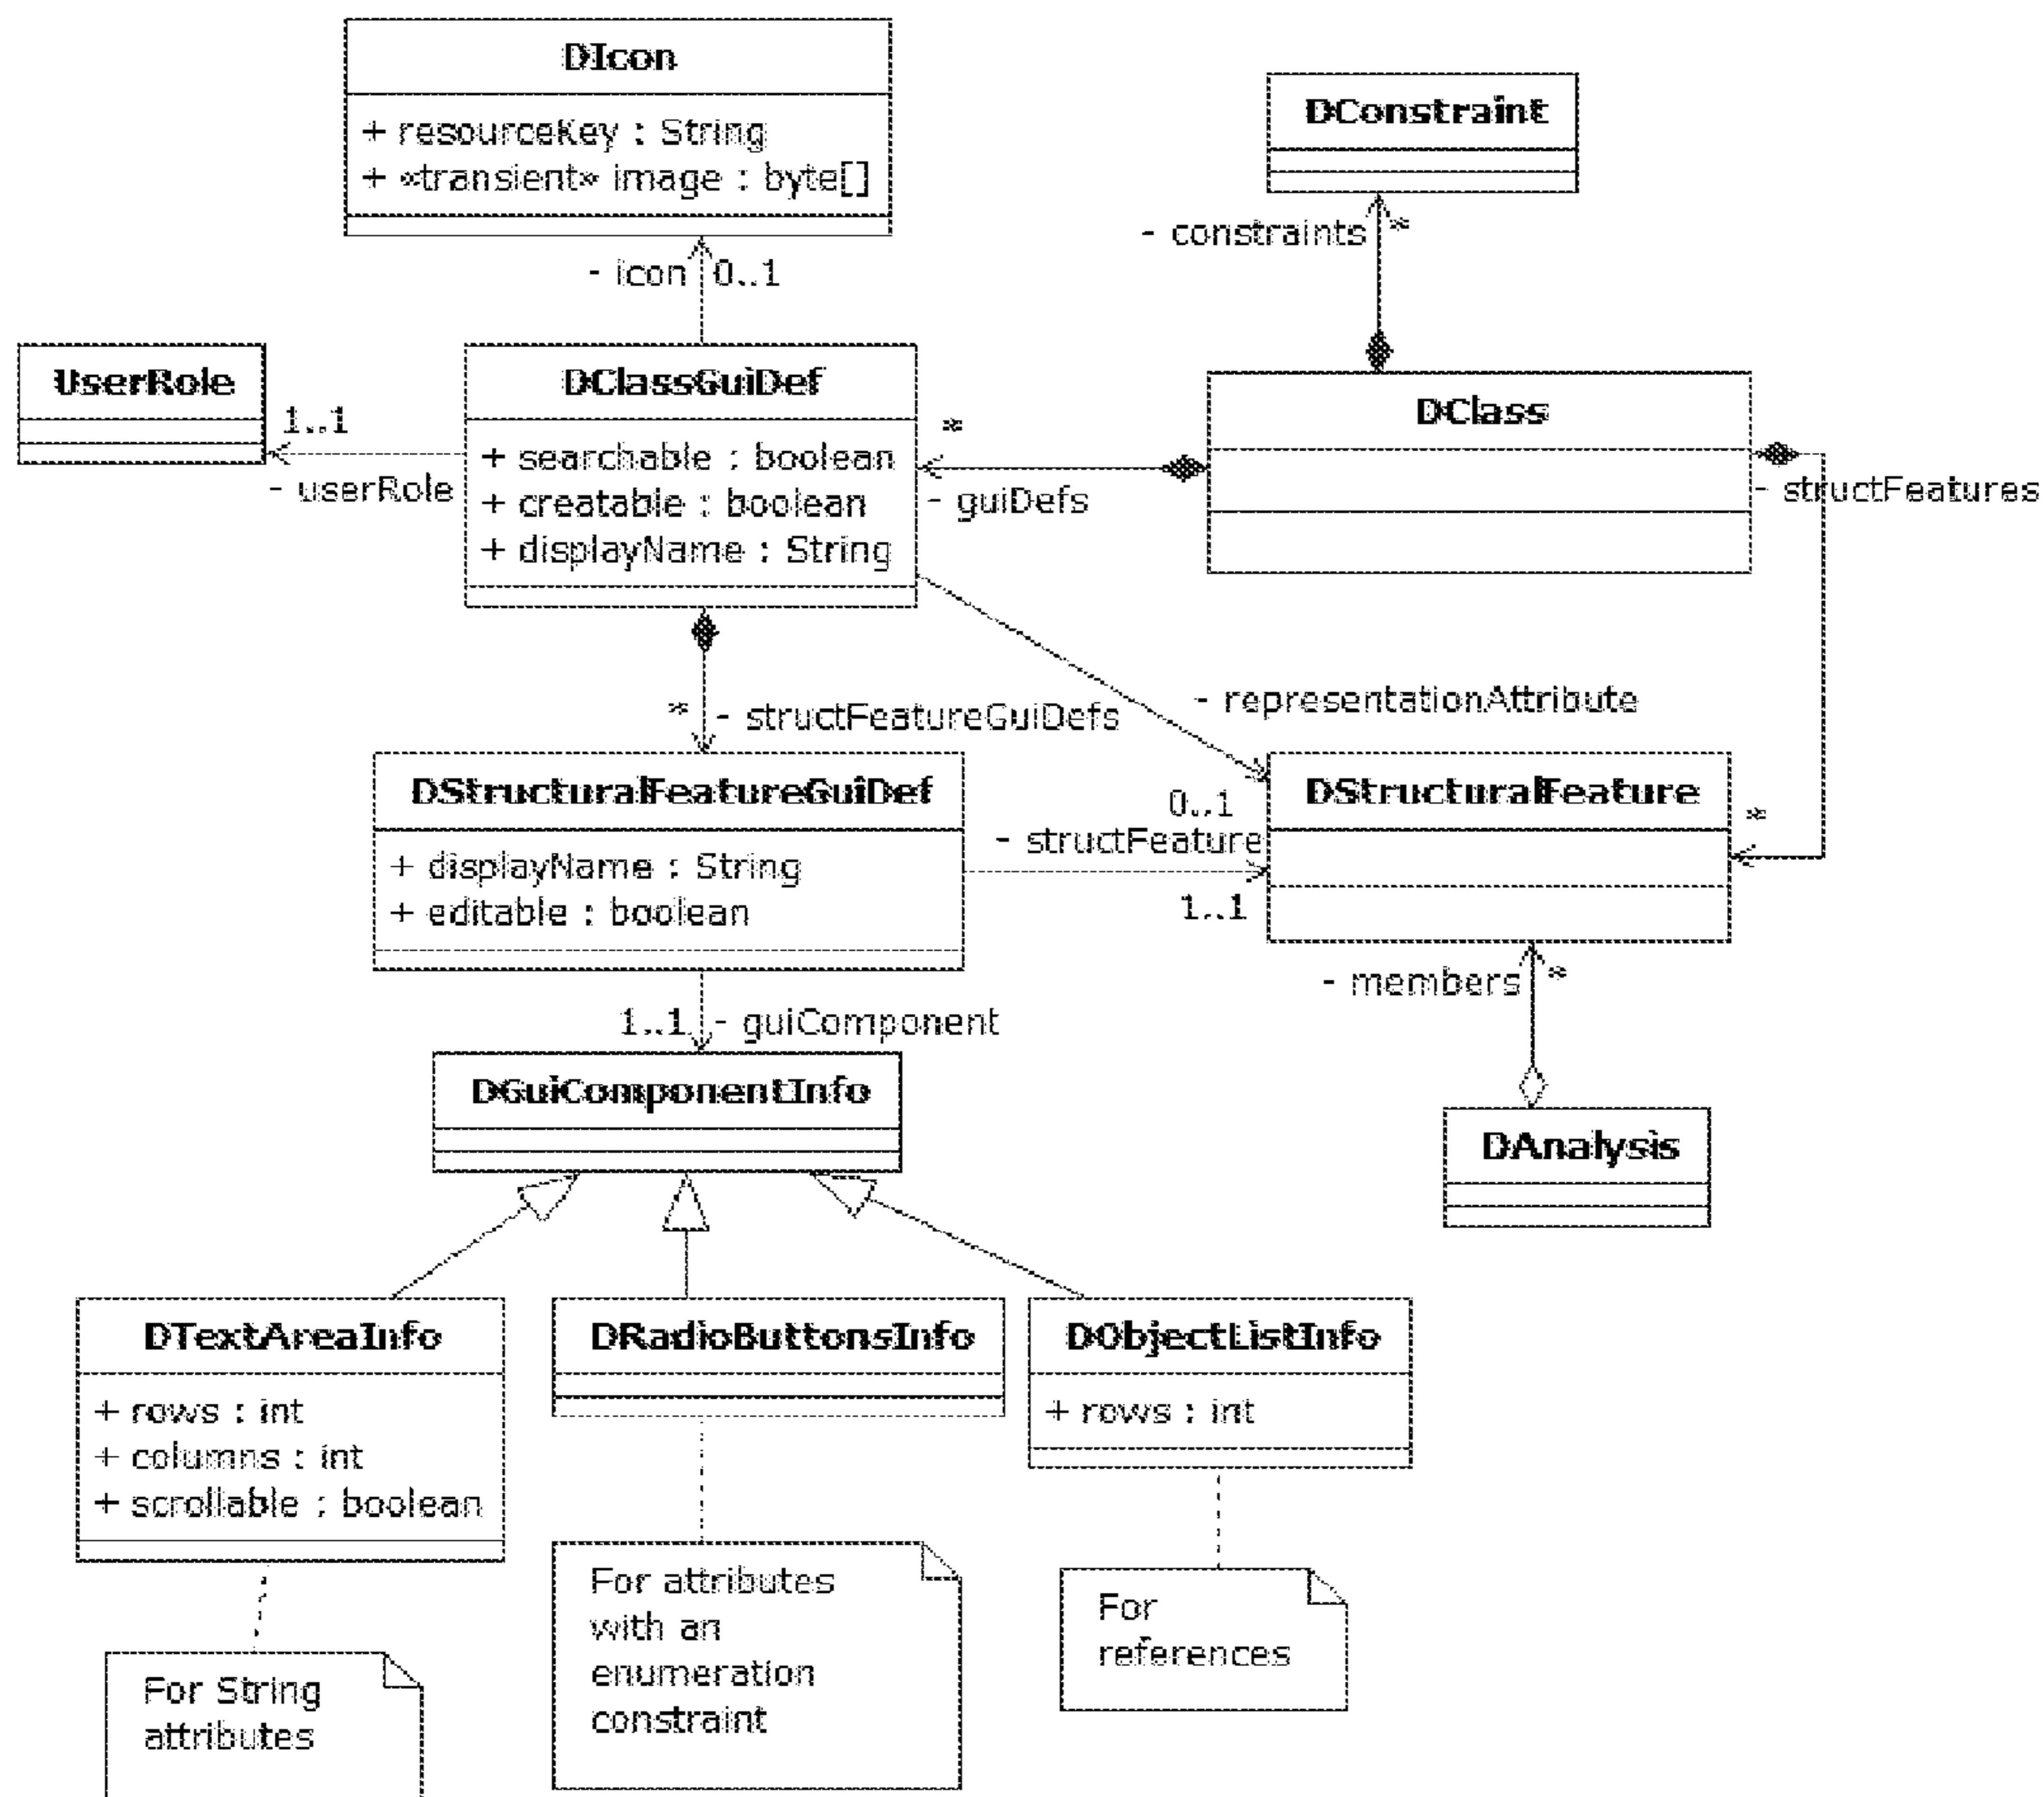 DIcon
+ resourceKey : String
+ «transient» image : byte[]
DConstraint
- constraints *
- icon 0..1
UserRole
1..1
- userRole
DClassGuiDef
+ searchable : boolean
+ creatable : boolean
+ displayName : String
*
- guiDefs
DClass
- structFeatures
* - structFeatureGuiDefs
- representationAttribute
DStructuralFeatureGuiDef
+ displayName : String
+ editable : boolean
0..1
- structFeature
1..1
DStructuralFeature
*
- members *
1..1 - guiComponent
DGuiComponentInfo
DAnalysis
DTextAreaInfo
+ rows : int
+ columns : int
+ scrollable : boolean
DRadioButtonsInfo
DObjectListInfo
+ rows : int
For String
attributes
For attributes
with an
enumeration
constraint
For
references